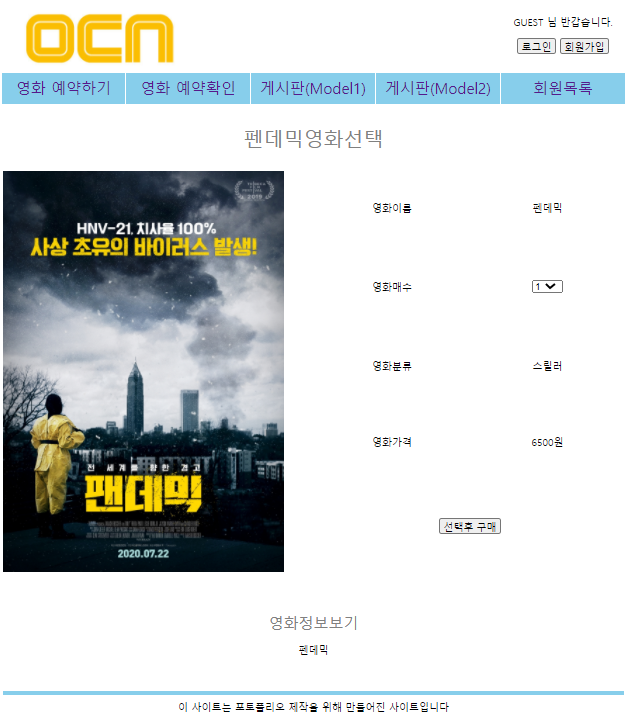 OCN
GUEST 님 반갑습니다.
로그인 회원가입
영화 예약하기 영화 예약확인 게시판(Model1) 게시판(Model2) 회원목록
펜데믹영화선택
2019
HNV-21, 치사율 100%
사상 초유의 바이러스 발생!
전 세계를 향한 경고
팬데믹
2020.07.22
영화이름 펜데믹
영화매수 1
영화분류 스릴러
영화가격 6500원
선택후 구매
영화정보보기
펜데믹
이 사이트는 포트폴리오 제작을 위해 만들어진 사이트입니다